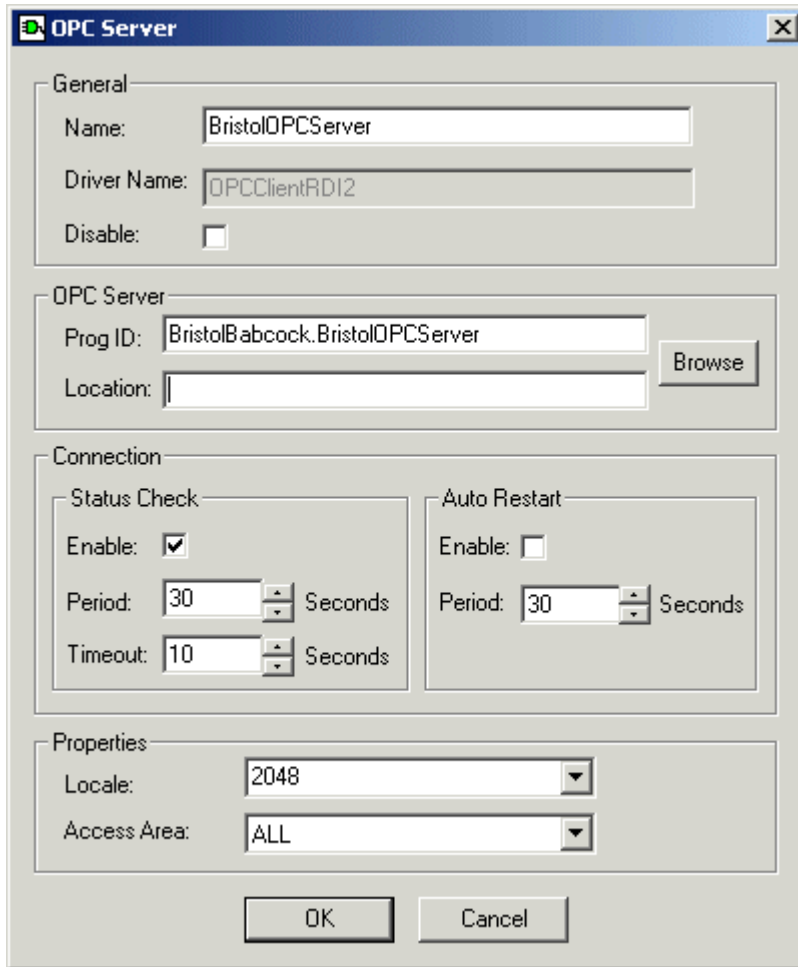 OPC Server
General
Name: BristolOPCServer
Driver Name: OPCClientRDI2
Disable:
OPC Server
Prog ID: BristolBabcock.BristolOPCServer
Browse
Location:
Connection
Status Check
Enable:
Period: 30 Seconds
Timeout: 10 Seconds
Auto Restart
Enable:
Period: 30 Seconds
Properties
Locale: 2048
Access Area: ALL
OK Cancel